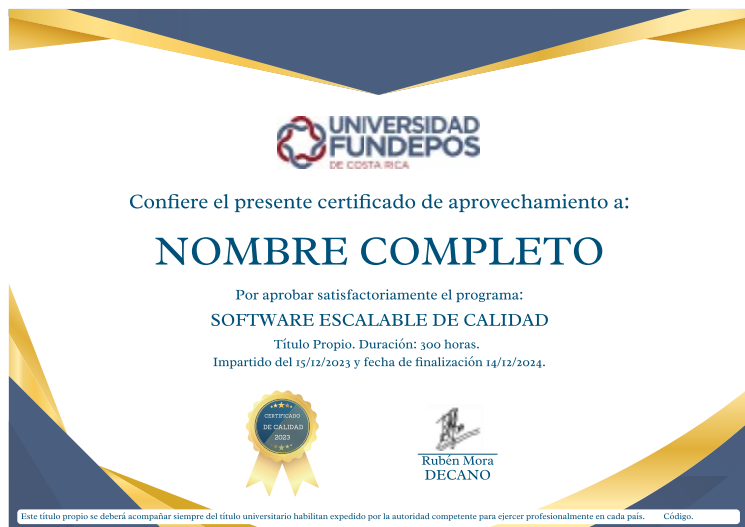 UNIVERSIDAD
FUNDEPOS
DE COSTA RICA
Confiere el presente certificado de aprovechamiento a:
NOMBRE COMPLETO
Por aprobar satisfactoriamente el programa:
SOFTWARE ESCALABLE DE CALIDAD
Título Propio. Duración: 300 horas.
Impartido del 15/12/2023 y fecha de finalización 14/12/2024.
CERTIFICADO
DE CALIDAD
2023
Rubén Mora
DECANO
Este título propio se deberá acompañar siempre del título universitario habilitan expedido por la autoridad competente para ejercer profesionalmente en cada país. Código.